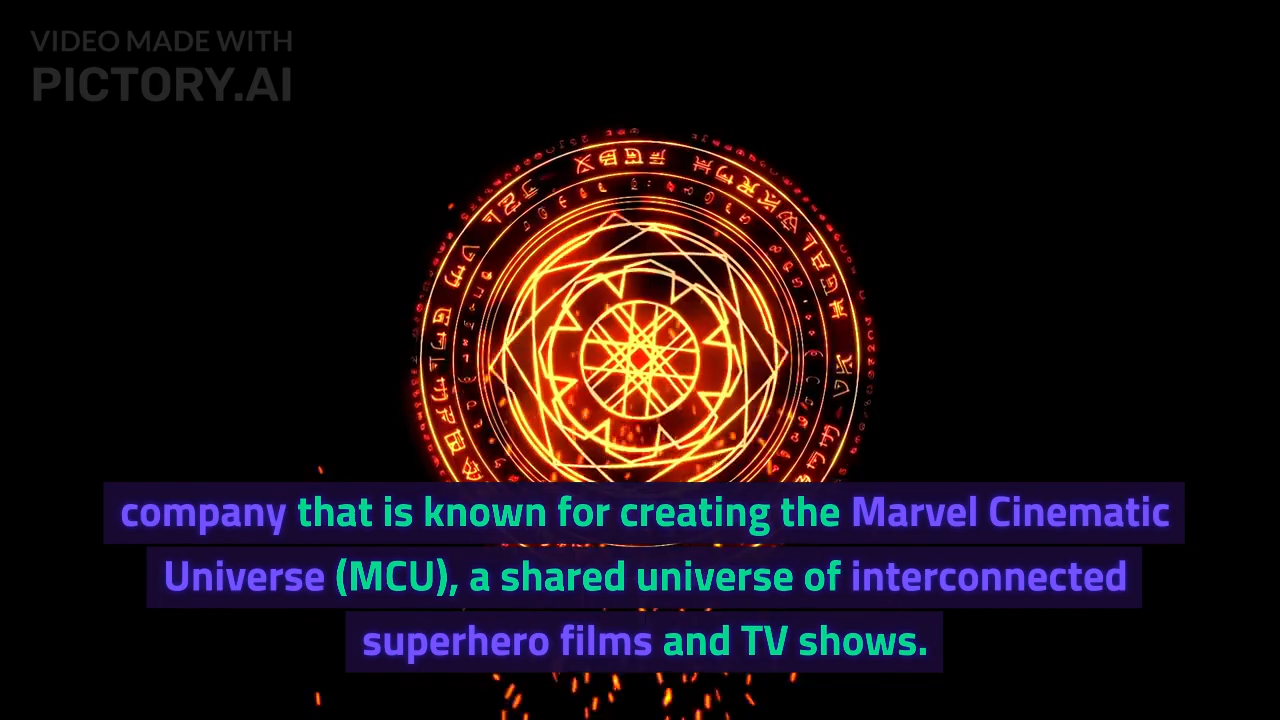 VIDEO MADE WITH
PICTORY.AI
company that is known for creating the Marvel Cinematic
Universe (MCU), a shared universe of interconnected
superhero films and TV shows.